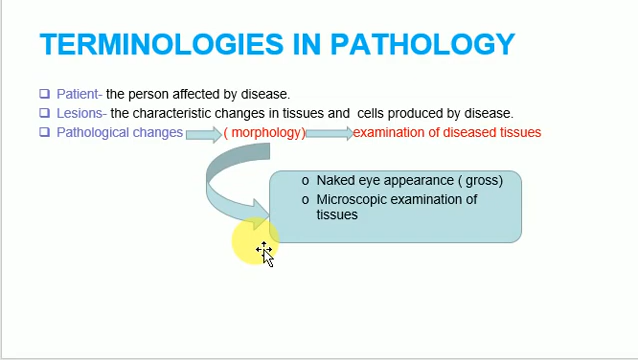 TERMINOLOGIES IN PATHOLOGY
Patient- the person affected by disease.
Lesions- the characteristic changes in tissues and cells produced by disease.
Pathological changes ( morphology) examination of diseased tissues
o Naked eye appearance ( gross)
o Microscopic examination of
tissues